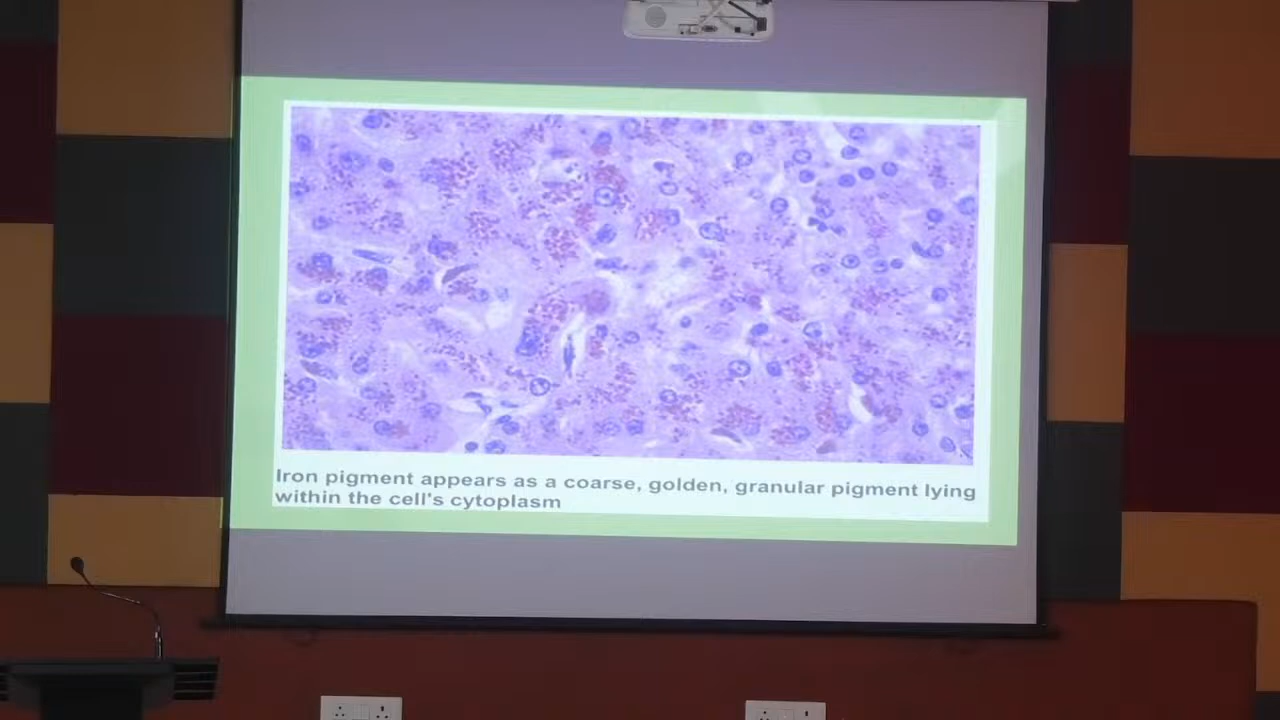 Iron pigment appears as a coarse, golden, granular pigment lying
within the cell's cytoplasm